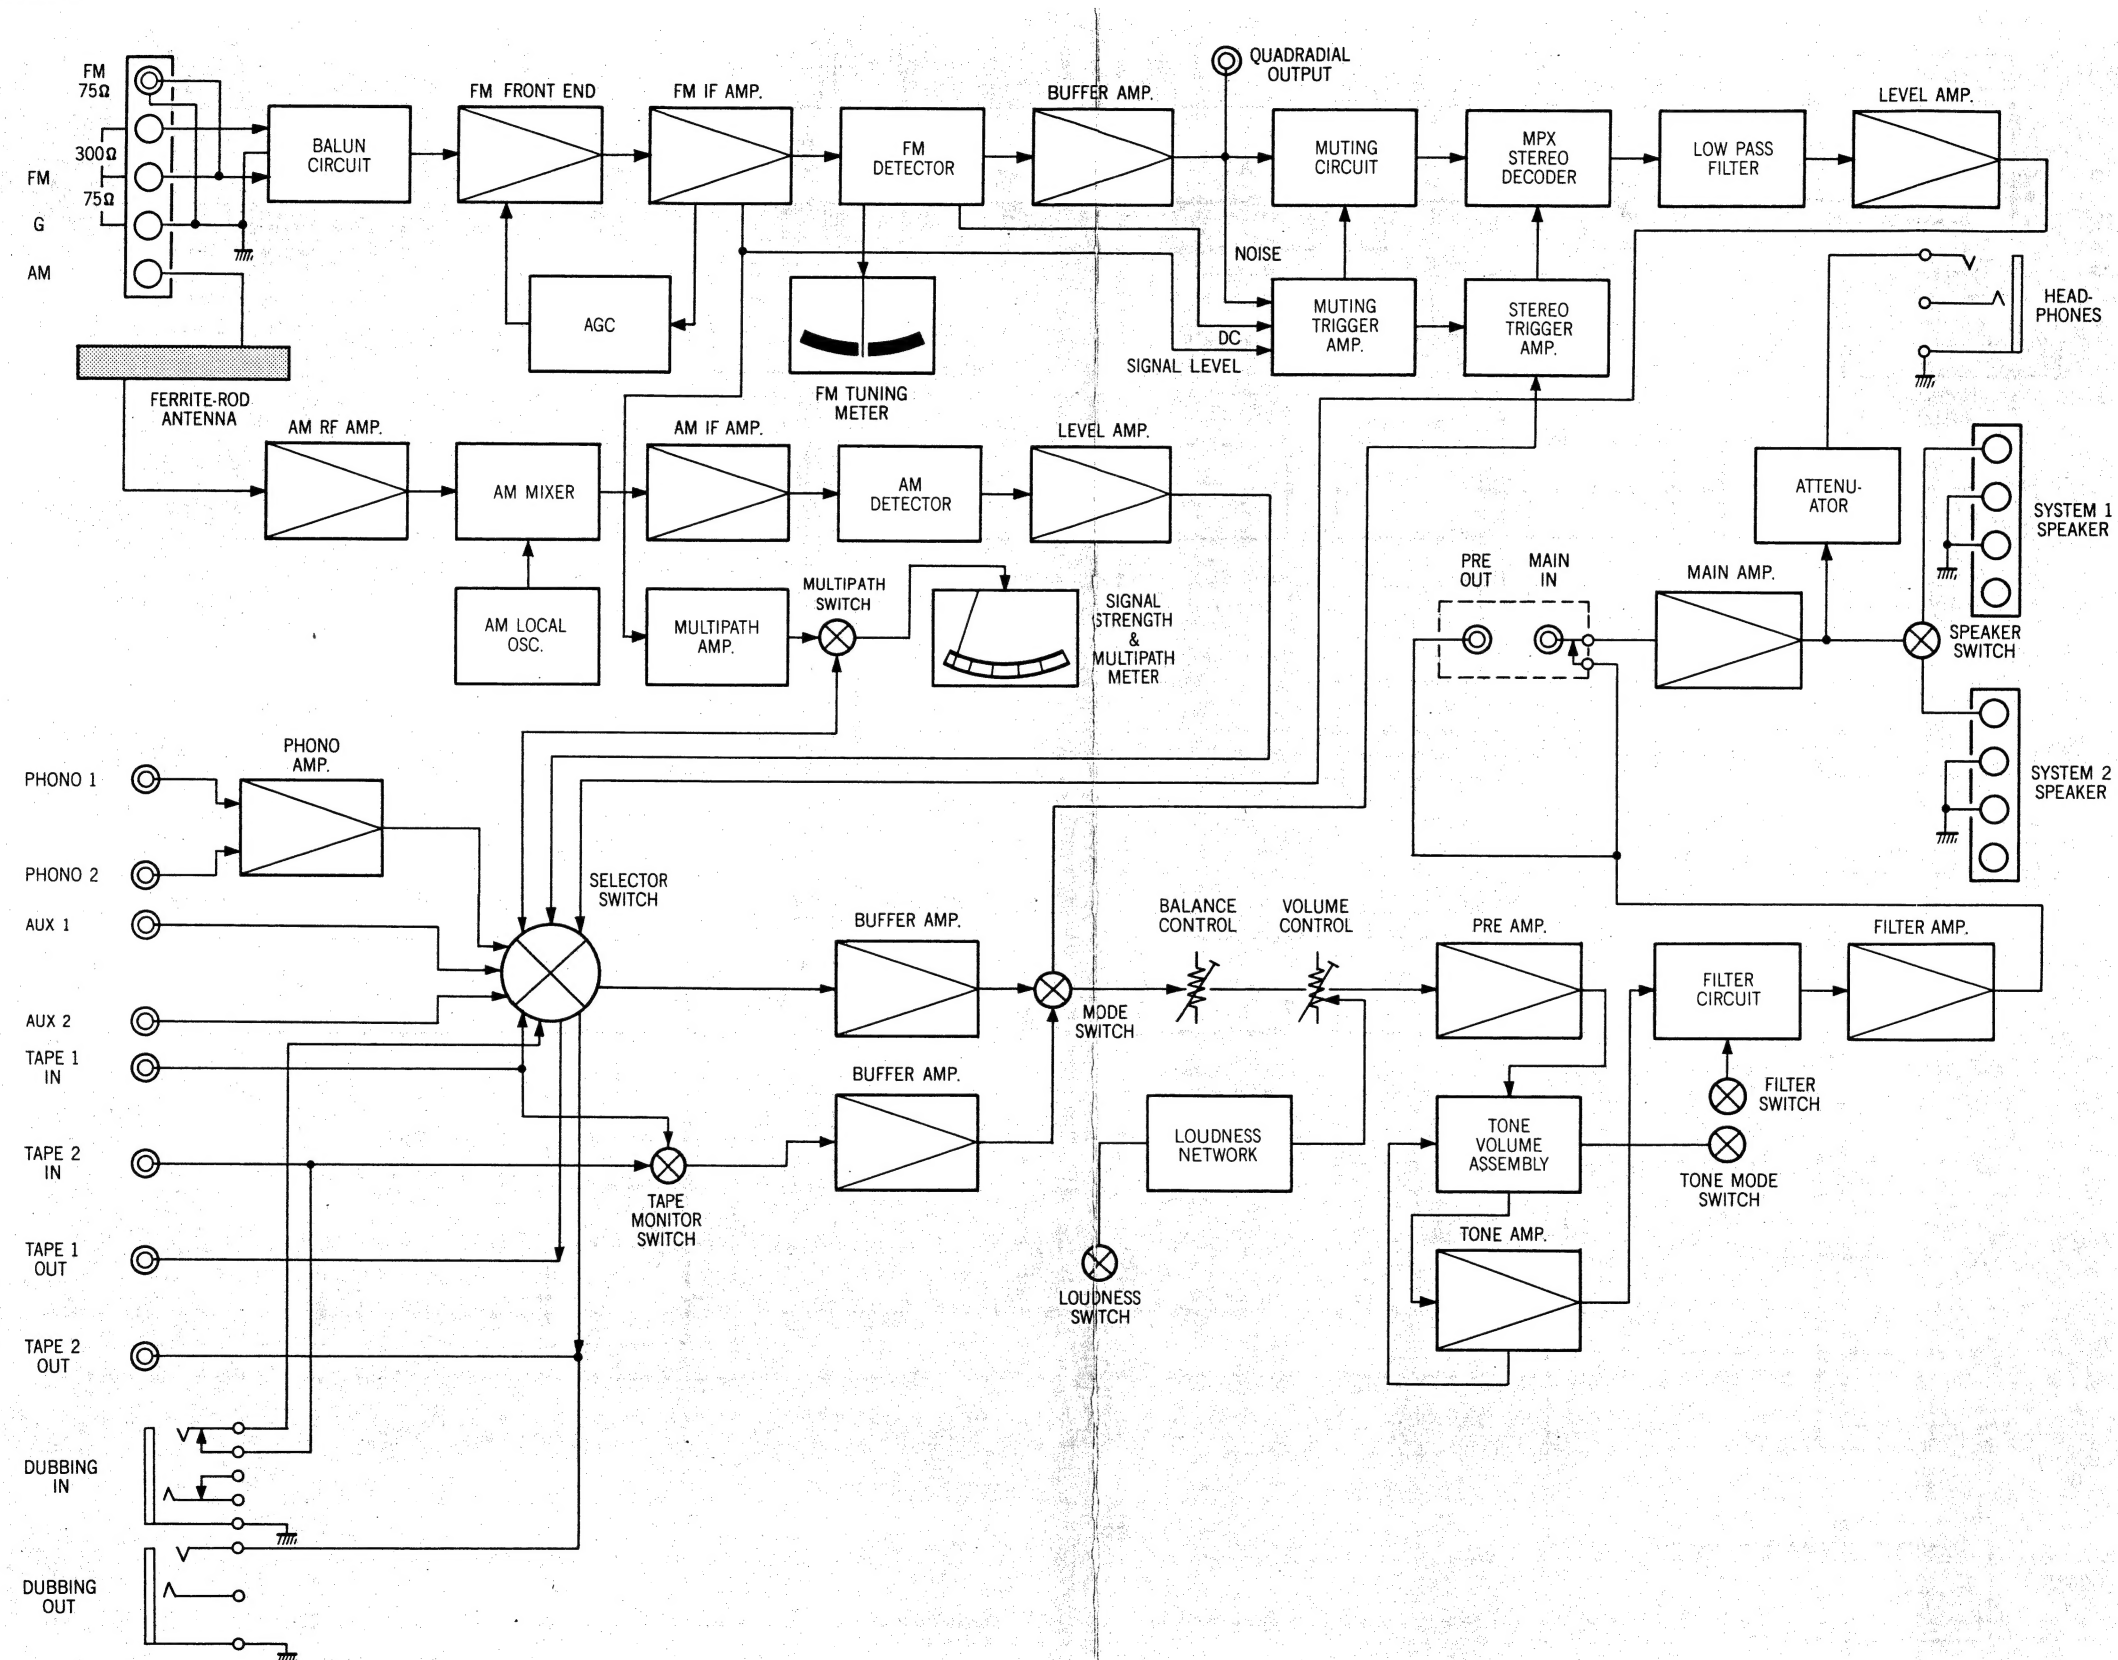 FM
75Ω
300Ω
FM
75Ω
G
AM
BALUN
CIRCUIT
FM FRONT END
FM IF AMP.
FM
DETECTOR
BUFFER AMP.
QUADRADIAL
OUTPUT
MUTING
CIRCUIT
MPX
STEREO
DECODER
LOW PASS
FILTER
LEVEL AMP.
AGC
FM TUNING
METER
NOISE
DC
SIGNAL LEVEL
MUTING
TRIGGER
AMP.
STEREO
TRIGGER
AMP.
HEAD-
PHONES
FERRITE-ROD
ANTENNA
AM RF AMP.
AM MIXER
AM IF AMP.
AM
DETECTOR
LEVEL AMP.
ATTENU-
ATOR
SYSTEM 1
SPEAKER
AM LOCAL
OSC.
MULTIPATH
AMP.
MULTIPATH
SWITCH
SIGNAL
STRENGTH
&
MULTIPATH
METER
PRE
OUT
MAIN
IN
MAIN AMP.
SPEAKER
SWITCH
SYSTEM 2
SPEAKER
PHONO 1
PHONO
AMP.
PHONO 2
AUX 1
AUX 2
SELECTOR
SWITCH
BUFFER AMP.
MODE
SWITCH
BALANCE
CONTROL
VOLUME
CONTROL
PRE AMP.
FILTER
CIRCUIT
FILTER AMP.
TAPE 1
IN
TAPE 2
IN
TAPE
MONITOR
SWITCH
BUFFER AMP.
LOUDNESS
NETWORK
TONE
VOLUME
ASSEMBLY
FILTER
SWITCH
TONE MODE
SWITCH
TAPE 1
OUT
LOUDNESS
SWITCH
TONE AMP.
TAPE 2
OUT
DUBBING
IN
DUBBING
OUT